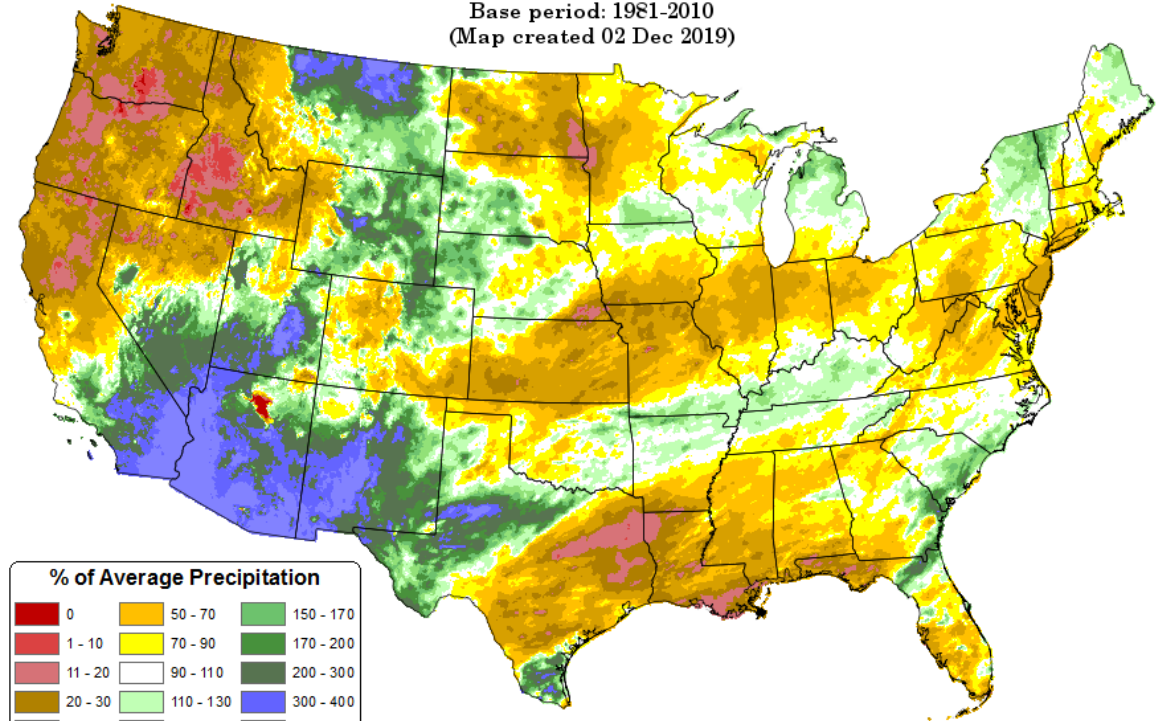 Base period: 1981-2010
(Map created 02 Dec 2019)
% of Average Precipitation
0 50 - 70 150 - 170
1 - 10 70 - 90 170 - 200
11 - 20 90 - 110 200 - 300
20 - 30 110 - 130 300 - 400